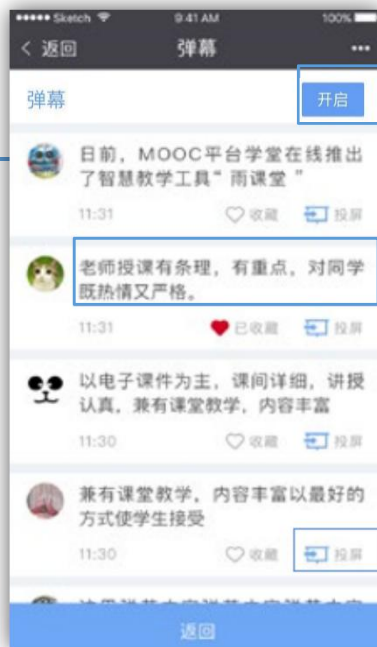 Sketch 9:41 AM 100%
返回 弹幕
弹幕 开启
日前，MOOC平台学堂在线推出
了智慧教学工具“雨课堂”
11:31 收藏 投屏
老师授课有条理，有重点，对同学
既热情又严格。
11:31 已收藏 投屏
以电子课件为主，课间详细，讲授
认真，兼有课堂教学，内容丰富
11:30 收藏 投屏
兼有课堂教学，内容丰富以最好的
方式使学生接受
11:30 收藏 投屏
返回